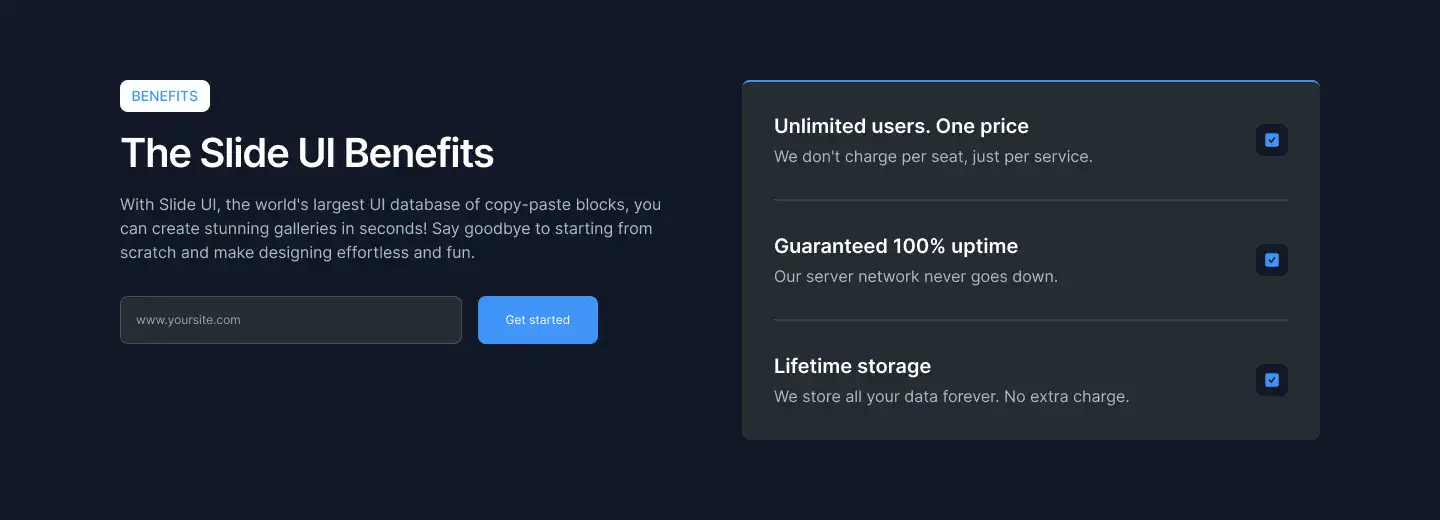 BENEFITS
The Slide UI Benefits
With Slide UI, the world's largest UI database of copy-paste blocks, you
can create stunning galleries in seconds! Say goodbye to starting from
scratch and make designing effortless and fun.
www.yoursite.com
Get started
Unlimited users. One price
We don't charge per seat, just per service.
Guaranteed 100% uptime
Our server network never goes down.
Lifetime storage
We store all your data forever. No extra charge.